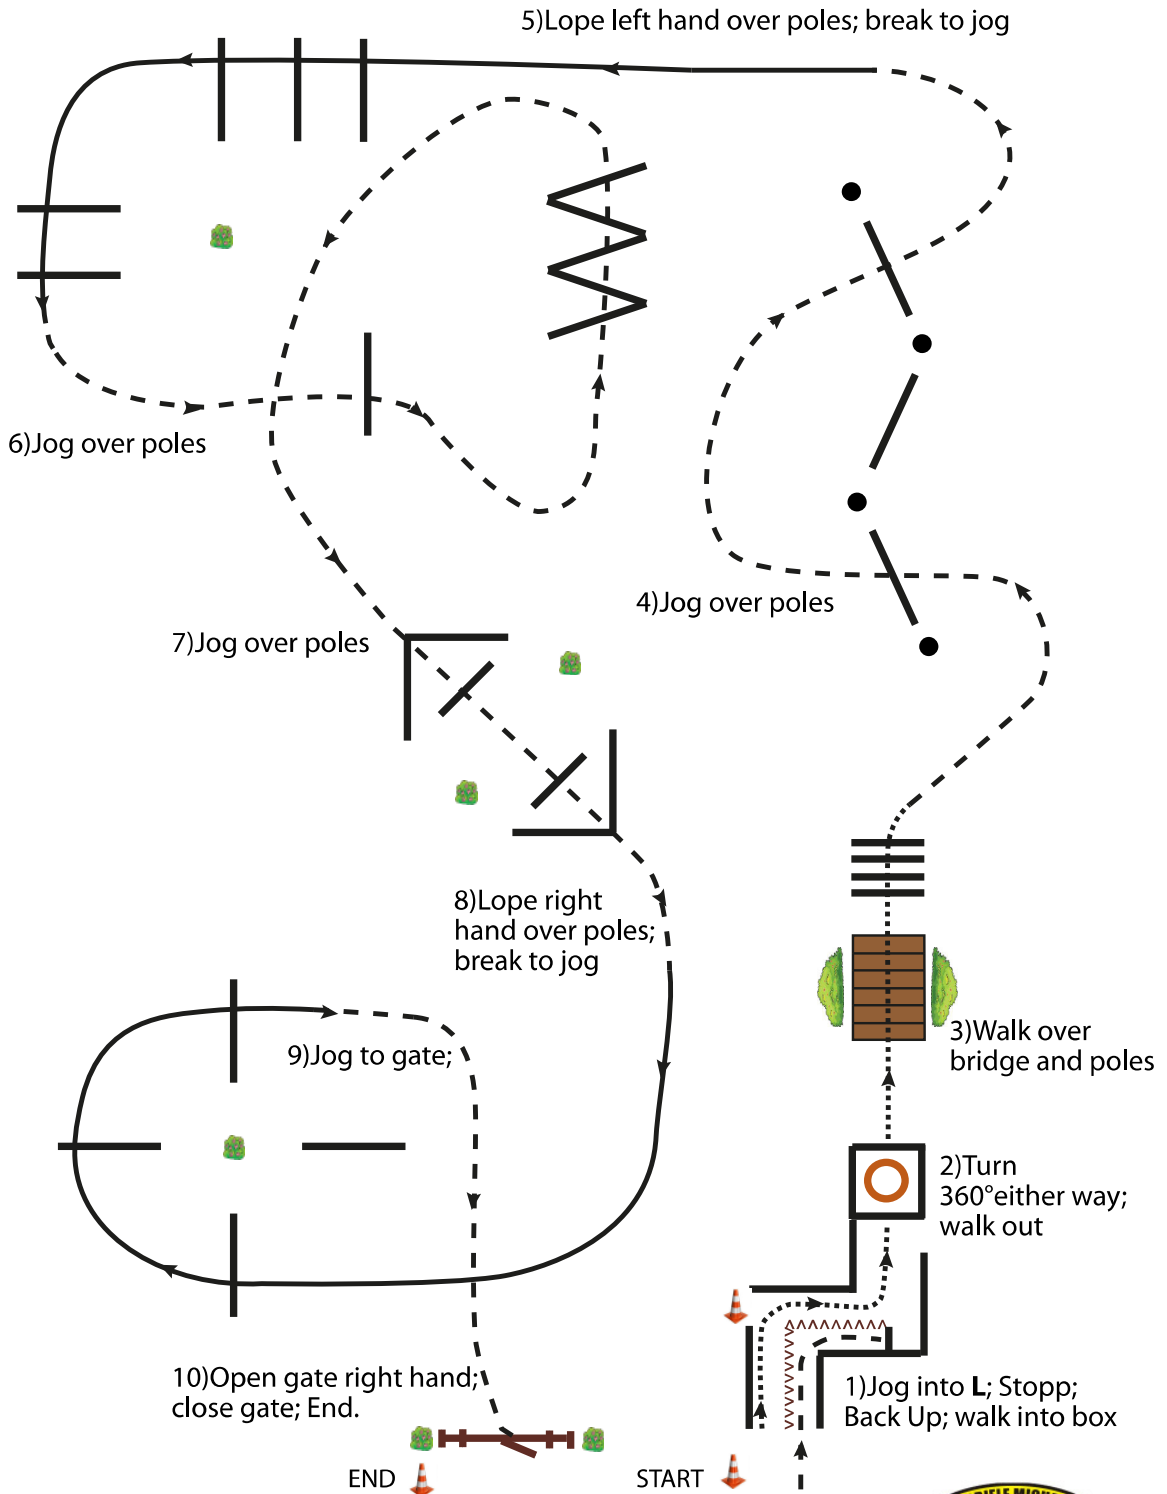 5)Lope left hand over poles; break to jog
6)Jog over poles
4)Jog over poles
7)Jog over poles
8)Lope right
hand over poles;
break to jog
3)Walk over
bridge and poles
9)Jog to gate;
2)Turn
360°either way;
walk out
10)Open gate right hand;
close gate; End.
1)Jog into L; Stopp;
Back Up; walk into box
END
START